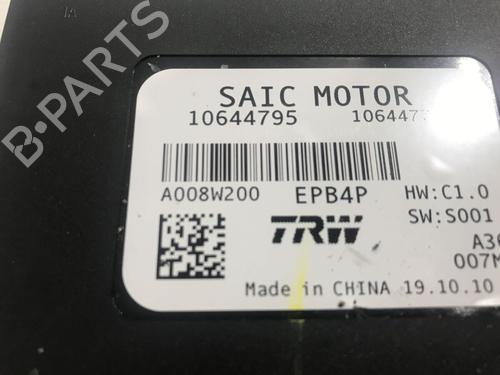 B-PARTS
SAIC MOTOR
10644795
A008W200 EPB4P HW:C1.0
SW:S001
TRW
Made in CHINA 19.10.10